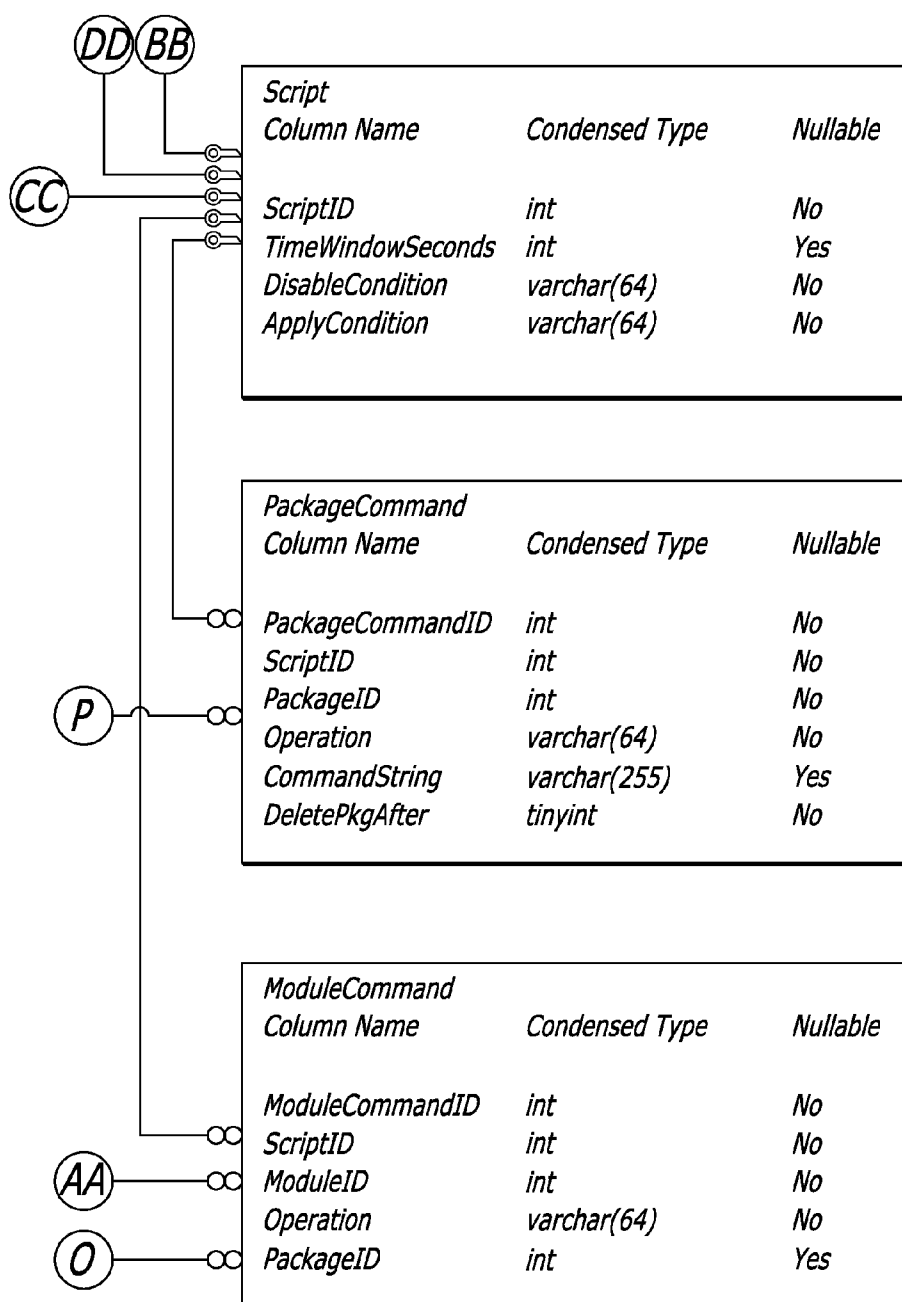 DD BB
Script
Column Name Condensed Type Nullable
CC
ScriptID int No
TimeWindowSeconds int Yes
DisableCondition varchar(64) No
ApplyCondition varchar(64) No
PackageCommand
Column Name Condensed Type Nullable
PackageCommandID int No
ScriptID int No
P PackageID int No
Operation varchar(64) No
CommandString varchar(255) Yes
DeletePkgAfter tinyint No
ModuleCommand
Column Name Condensed Type Nullable
ModuleCommandID int No
ScriptID int No
AA ModuleID int No
Operation varchar(64) No
O PackageID int Yes